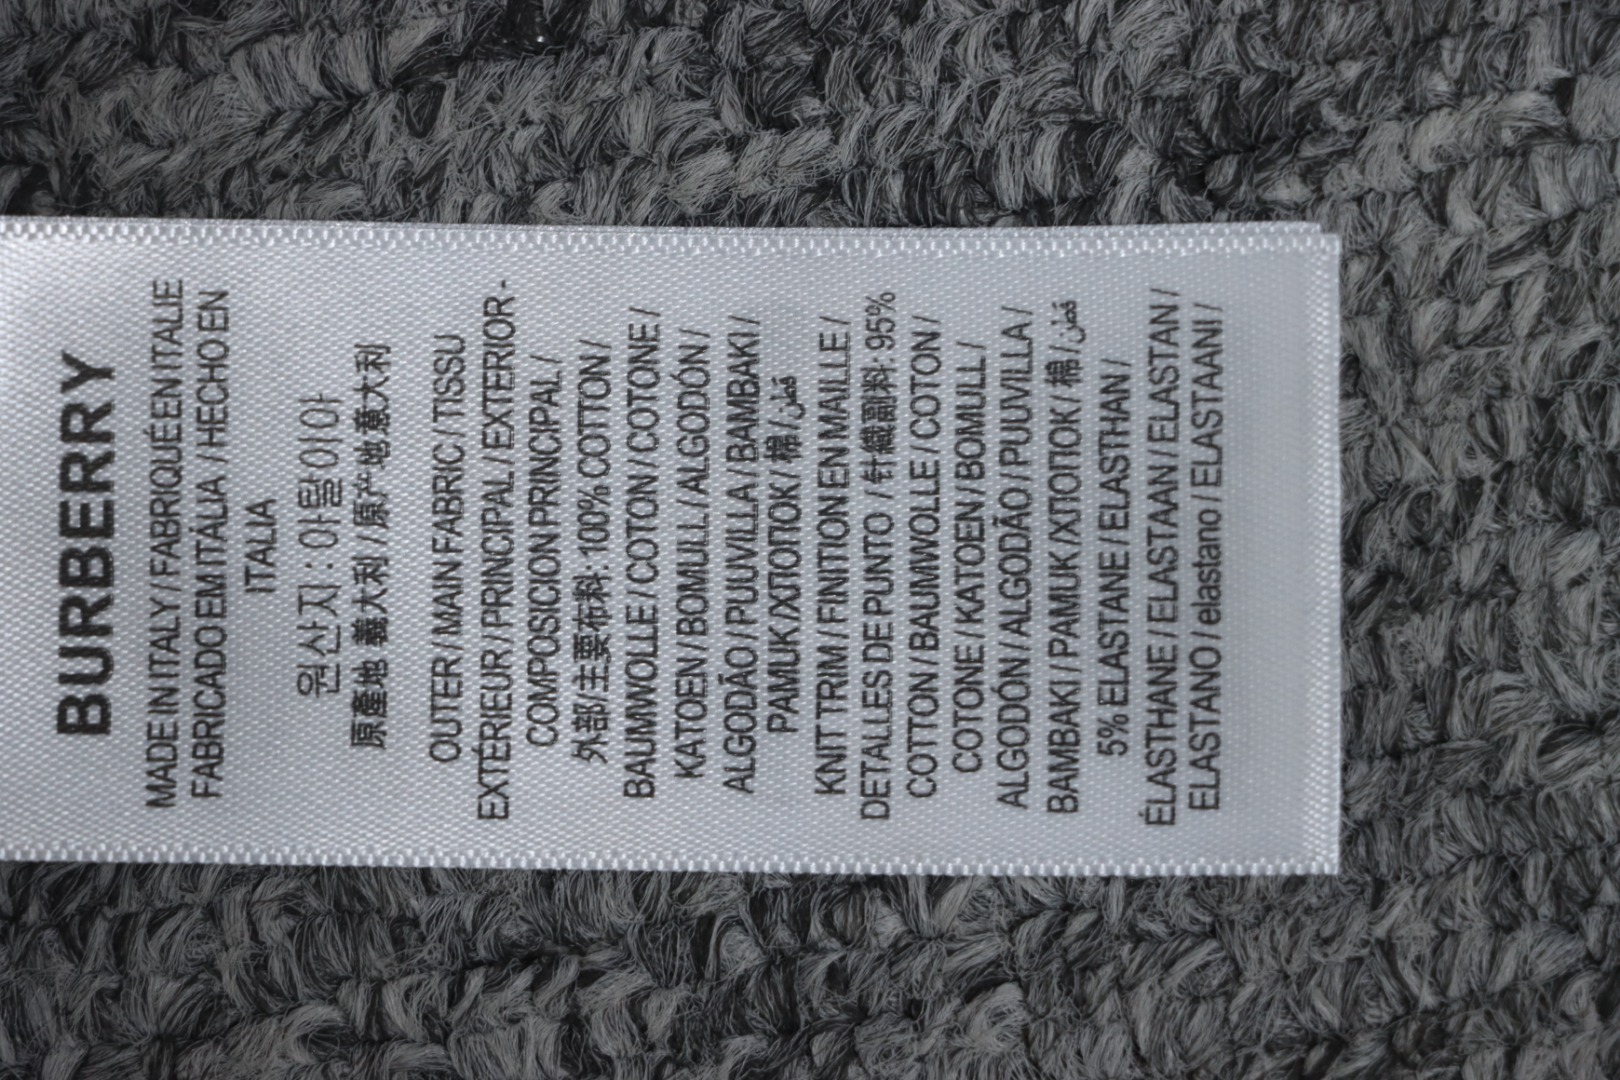 BURBERRY
MADE IN ITALY / FABRIQUÉ EN ITALIE
FABRICADO EM ITÁLIA / HECHO EN
ITALIA
원산지 : 이탈이아
原產地 義大利 / 原产地意大利
OUTER / MAIN FABRIC / TISSU
EXTÉRIEUR / PRINCIPAL / EXTERIOR -
COMPOSICION PRINCIPAL /
外部/主要布料: 100% COTTON /
BAUMWOLLE / COTON / COTONE /
KATOEN / BOMULL / ALGODÓN /
ALGODÃO / PUUVILLA / BAMBAKI /
PAMUK /ХЛОПОК / 棉 / قطن
KNIT TRIM / FINITION EN MAILLE /
DETALLES DE PUNTO / 针織副料: 95%
COTTON / BAUMWOLLE / COTON /
COTONE / KATOEN / BOMULL /
ALGODÓN / ALGODÃO / PUUVILLA /
BAMBAKI / PAMUK /ХЛОПОК / 棉 / قطن
5% ELASTANE / ELASTHAN /
ÉLASTHANE / ELASTAAN / ELASTAN /
ELASTANO / elastano / ELASTAANI /